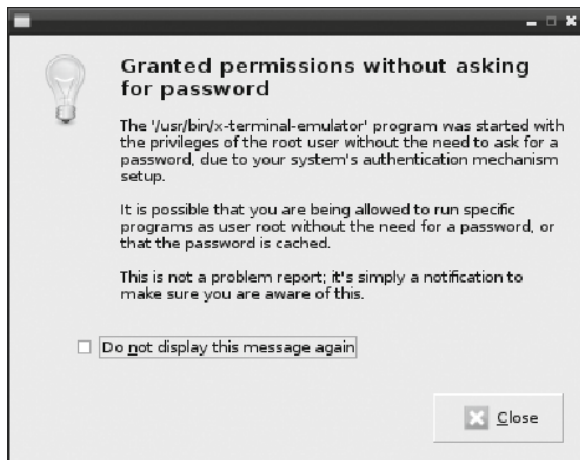 Granted permissions without asking
for password
The '/usr/bin/x-terminal-emulator' program was started with
the privileges of the root user without the need to ask for a
password, due to your system's authentication mechanism
setup.
It is possible that you are being allowed to run specific
programs as user root without the need for a password, or
that the password is cached.
This is not a problem report; it's simply a notification to
make sure you are aware of this.
Do not display this message again
Close